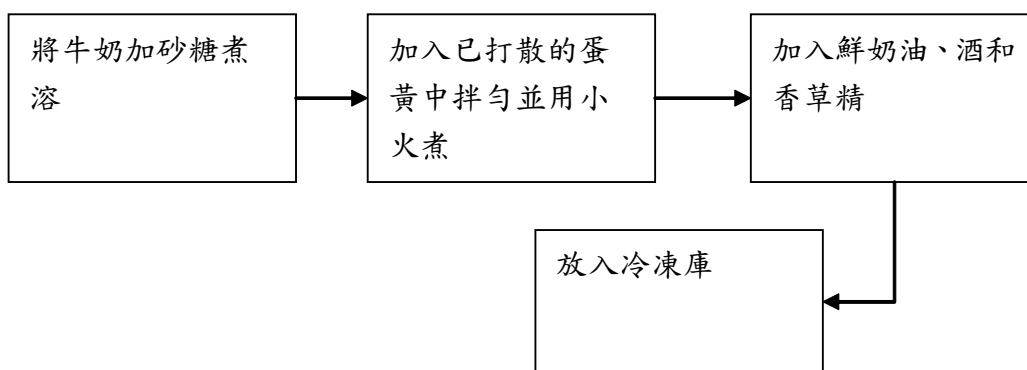 將牛奶加砂糖煮
溶
加入已打散的蛋
黃中拌勻並用小
火煮
加入鮮奶油、酒和
香草精
放入冷凍庫